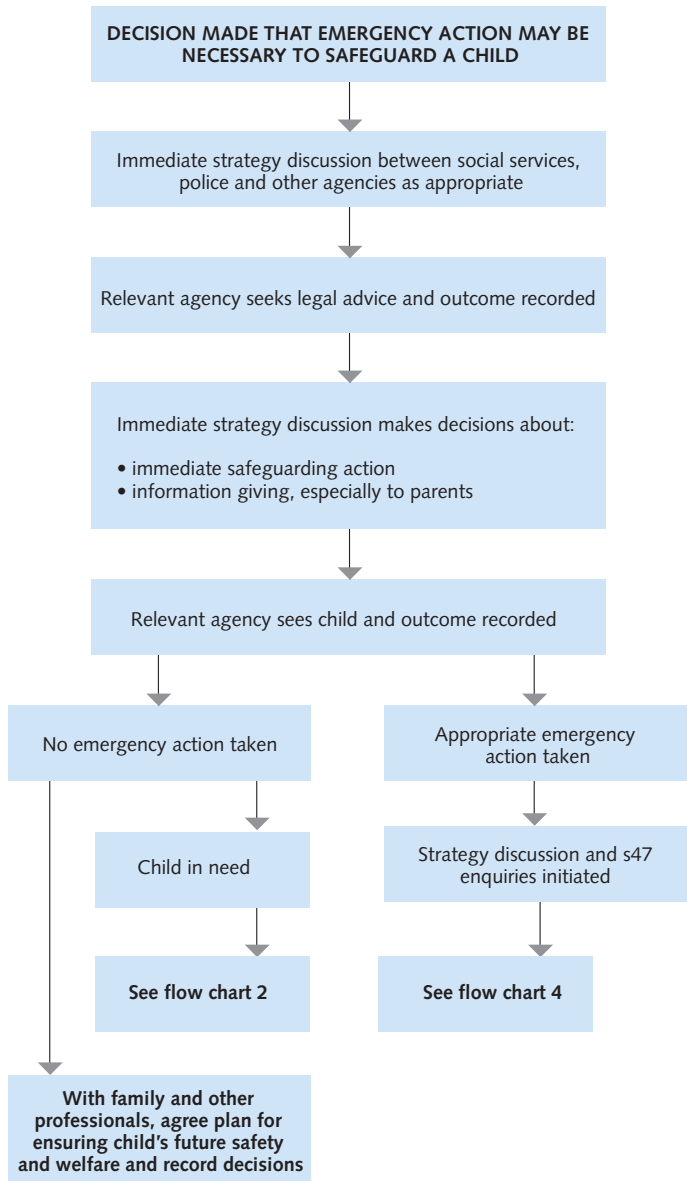 DECISION MADE THAT EMERGENCY ACTION MAY BE
NECESSARY TO SAFEGUARD A CHILD
Immediate strategy discussion between social services,
police and other agencies as appropriate
Relevant agency seeks legal advice and outcome recorded
Immediate strategy discussion makes decisions about:
• immediate safeguarding action
• information giving, especially to parents
Relevant agency sees child and outcome recorded
No emergency action taken
Appropriate emergency
action taken
Child in need
Strategy discussion and s47
enquiries initiated
See flow chart 2
See flow chart 4
With family and other
professionals, agree plan for
ensuring child's future safety
and welfare and record decisions